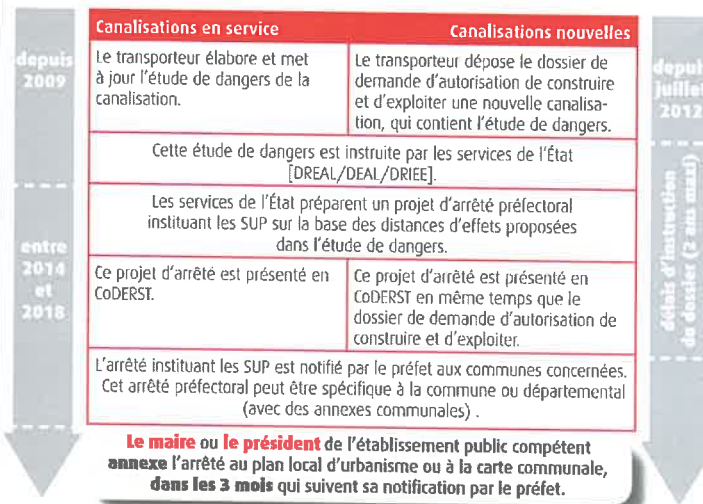 Canalisations en service
Canalisations nouvelles
depuis
2009
Le transporteur élabore et met
à jour l'étude de dangers de la
canalisation.
Le transporteur dépose le dossier de
demande d'autorisation de construire
et d'exploiter une nouvelle canalisa-
tion, qui contient l'étude de dangers.
depuis
juillet
2012
Cette étude de dangers est instruite par les services de l'État
[DREAL/DEAL/DRIEE].
Les services de l'État préparent un projet d'arrêté préfectoral
instituant les SUP sur la base des distances d'effets proposées
dans l'étude de dangers.
entre
2014
et
2018
Ce projet d'arrêté est présenté en
CoDERST.
Ce projet d'arrêté est présenté en
CoDERST en même temps que le
dossier de demande d'autorisation de
construire et d'exploiter.
délais d'instruction
du dossier (2 ans maxi)
L'arrêté instituant les SUP est notifié par le préfet aux communes concernées.
Cet arrêté préfectoral peut être spécifique à la commune ou départemental
(avec des annexes communales) .
Le maire ou le président de l'établissement public compétent
annexe l'arrêté au plan local d'urbanisme ou à la carte communale,
dans les 3 mois qui suivent sa notification par le préfet.